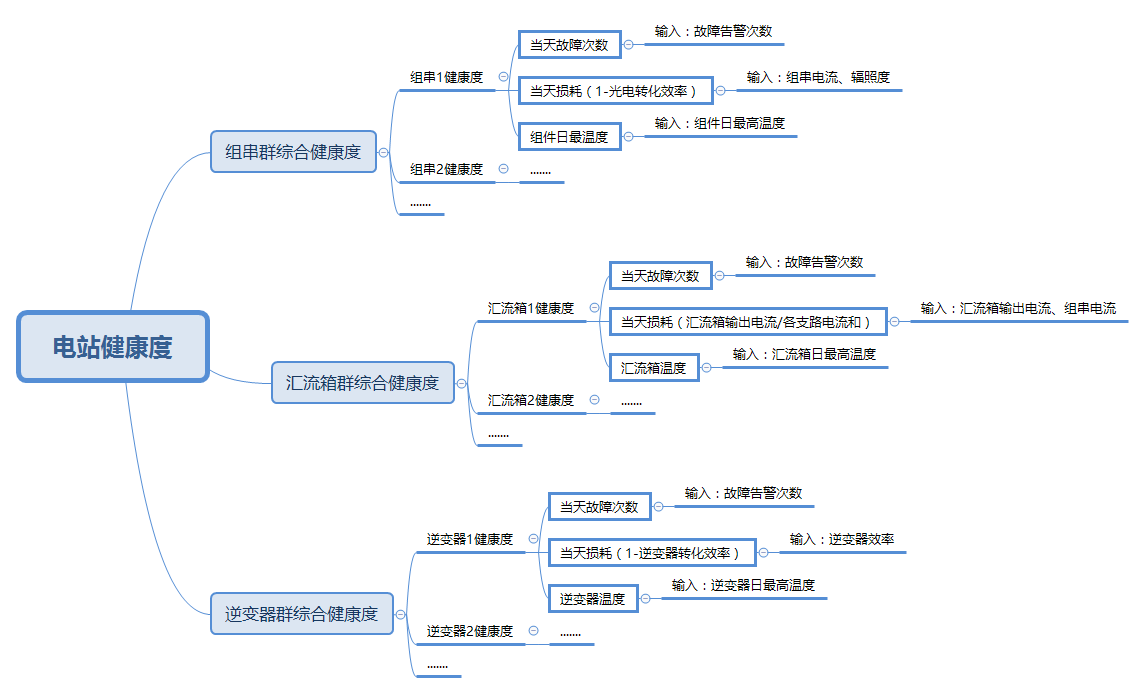 电站健康度
组串群综合健康度
组串1健康度
当天故障次数
输入：故障告警次数
当天损耗（1-光电转化效率）
输入：组串电流、辐照度
组件日最温度
输入：组件日最高温度
组串2健康度
.......
.......
汇流箱群综合健康度
汇流箱1健康度
当天故障次数
输入：故障告警次数
当天损耗（汇流箱输出电流/各支路电流和）
输入：汇流箱输出电流、组串电流
汇流箱温度
输入：汇流箱日最高温度
汇流箱2健康度
.......
.......
逆变器群综合健康度
逆变器1健康度
当天故障次数
输入：故障告警次数
当天损耗（1-逆变器转化效率）
输入：逆变器效率
逆变器温度
输入：逆变器日最高温度
逆变器2健康度
.......
.......